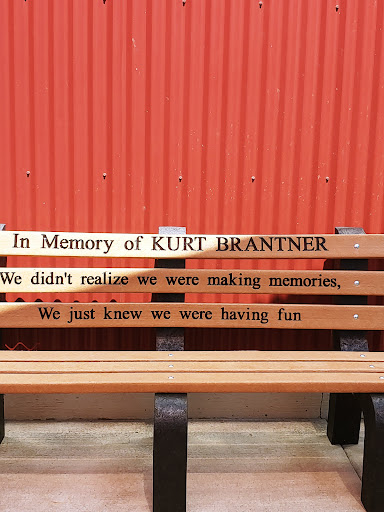 In Memory of KURT BRANTNER
We didn't realize we were making memories,
We just knew we were having fun